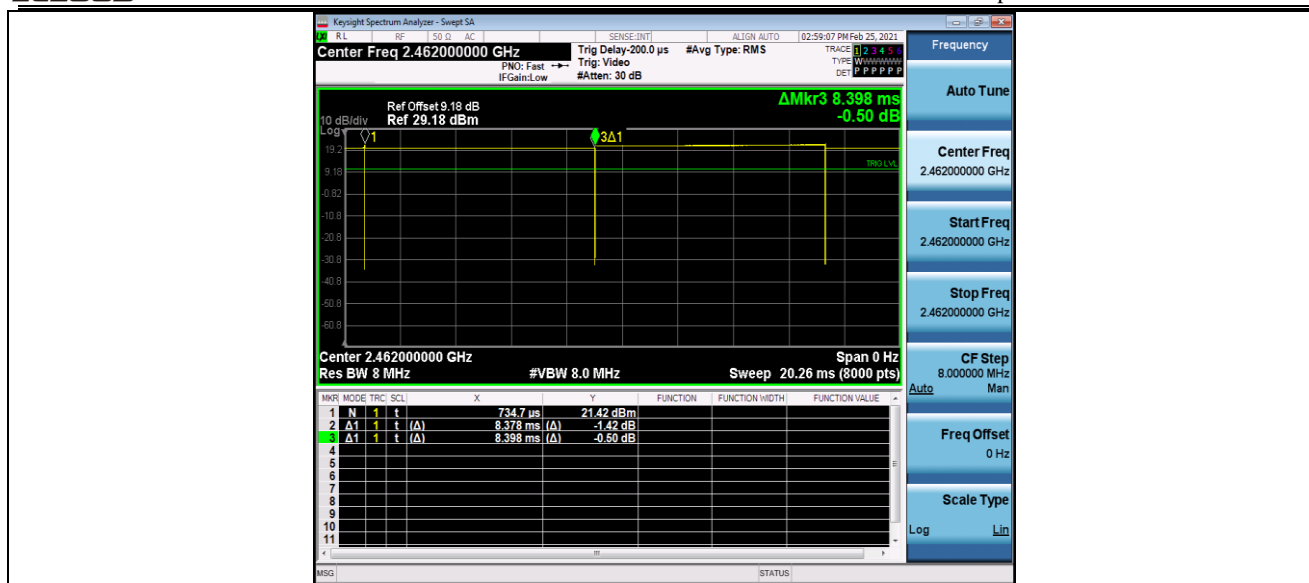 Keysight Spectrum Analyzer - Swept SA
RL RF 50 Ω AC SENSE:INT ALIGN AUTO 02:59:07 PM Feb 25, 2021
Center Freq 2.462000000 GHz
PNO: Fast
IFGain:Low
Trig Delay-200.0 µs
Trig: Video
#Atten: 30 dB
#Avg Type: RMS
TRACE 1 2 3 4 5 6
TYPE WWWWWW
DET P P P P P P
ΔMkr3 8.398 ms
-0.50 dB
Ref Offset 9.18 dB
10 dB/div Ref 29.18 dBm
Log
1
3Δ1
19.2
TRIG LVL
9.18
-0.82
-10.8
-20.8
-30.8
-40.8
-50.8
-60.8
Center 2.462000000 GHz Span 0 Hz
Res BW 8 MHz #VBW 8.0 MHz Sweep 20.26 ms (8000 pts)
MKR MODE TRC SCL X Y FUNCTION FUNCTION WIDTH FUNCTION VALUE
1 N 1 t 734.7 µs 21.42 dBm
2 Δ1 1 t (Δ) 8.378 ms (Δ) -1.42 dB
3 Δ1 1 t (Δ) 8.398 ms (Δ) -0.50 dB
4
5
6
7
8
9
10
11
MSG STATUS
Frequency
Auto Tune
Center Freq
2.462000000 GHz
Start Freq
2.462000000 GHz
Stop Freq
2.462000000 GHz
CF Step
8.000000 MHz
Auto Man
Freq Offset
0 Hz
Scale Type
Log Lin